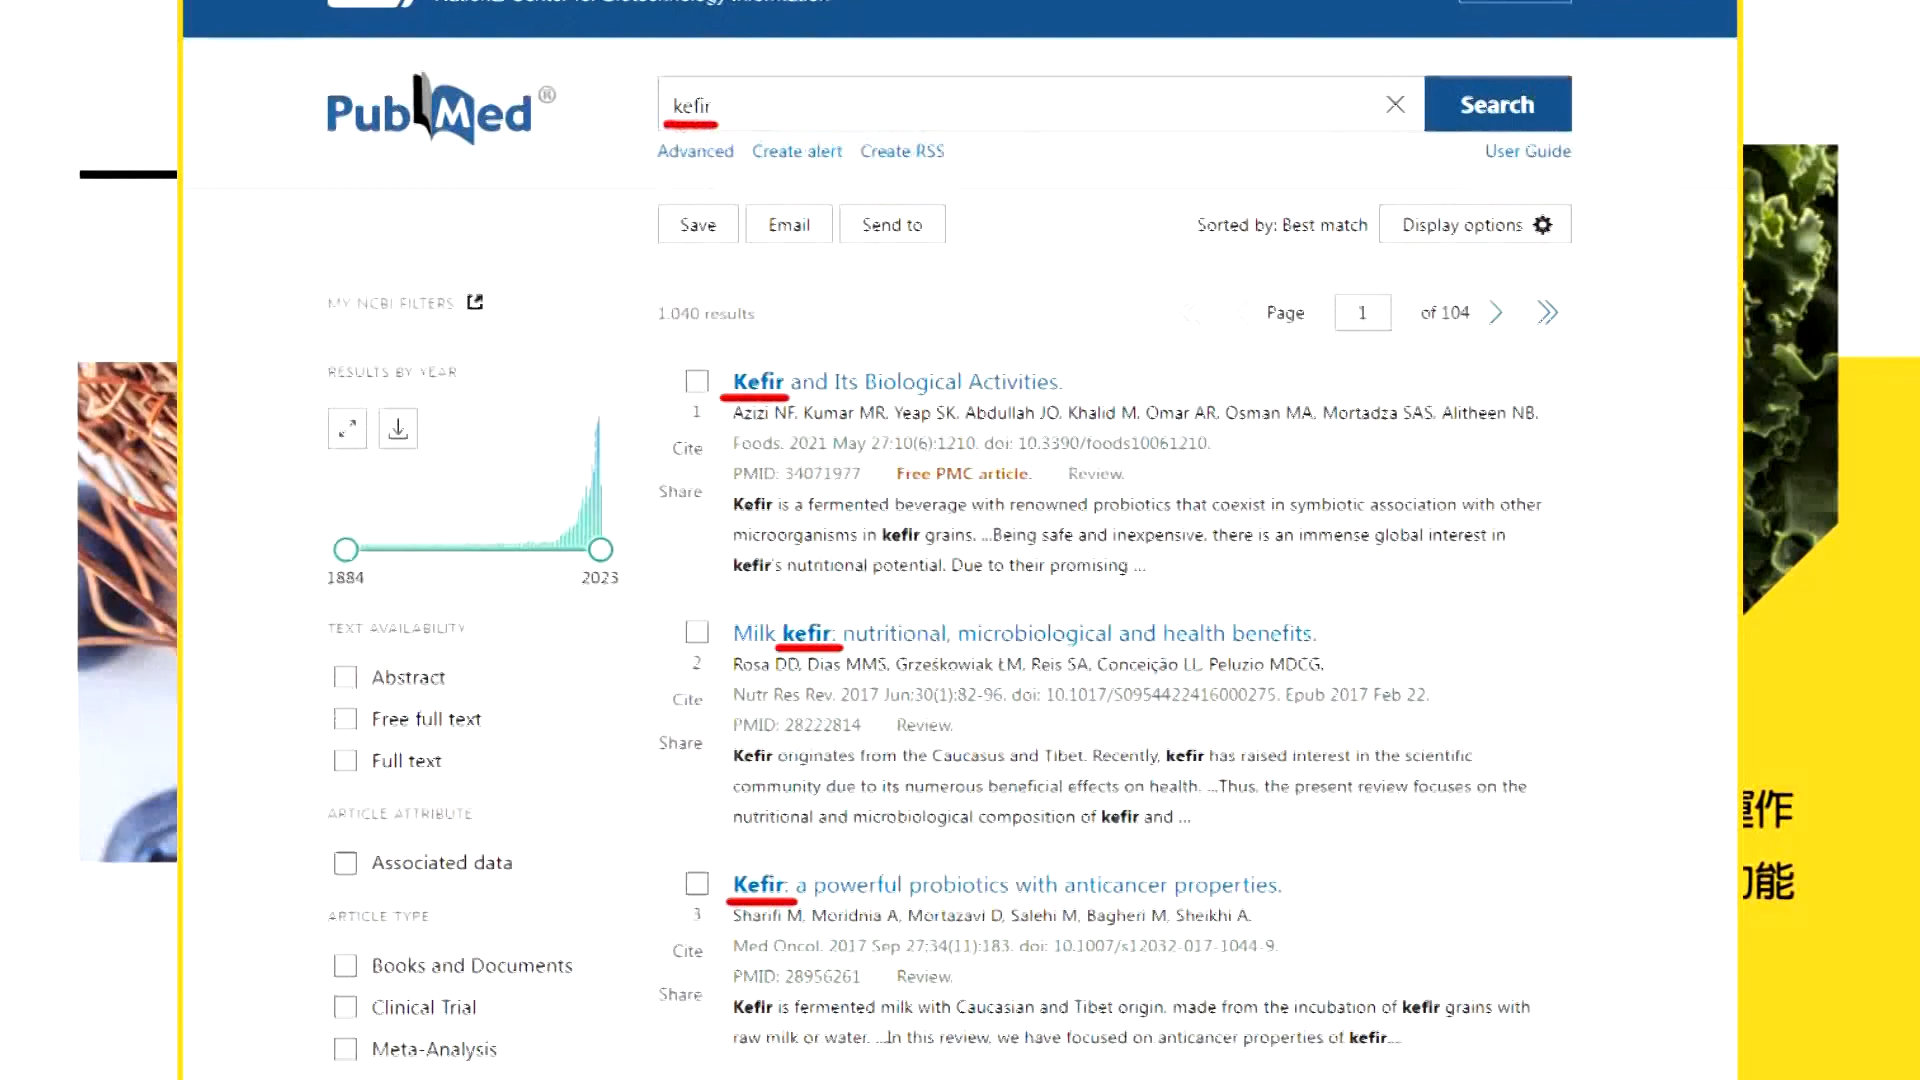 National Center for Biotechnology Information
PubMed®
kefir
Search
Advanced Create alert Create RSS
User Guide
Save Email Send to
Sorted by: Best match
Display options
MY NCBI FILTERS
1,040 results
Page 1 of 104
RESULTS BY YEAR
1884 2023
TEXT AVAILABILITY
Abstract
Free full text
Full text
ARTICLE ATTRIBUTE
Associated data
ARTICLE TYPE
Books and Documents
Clinical Trial
Meta-Analysis
Kefir and Its Biological Activities.
1
Cite
Share
Azizi NF, Kumar MR, Yeap SK, Abdullah JO, Khalid M, Omar AR, Osman MA, Mortadza SAS, Alitheen NB.
Foods. 2021 May 27;10(6):1210. doi: 10.3390/foods10061210.
PMID: 34071977 Free PMC article. Review.
Kefir is a fermented beverage with renowned probiotics that coexist in symbiotic association with other
microorganisms in kefir grains. ...Being safe and inexpensive, there is an immense global interest in
kefir's nutritional potential. Due to their promising ...
Milk kefir: nutritional, microbiological and health benefits.
2
Cite
Share
Rosa DD, Dias MMS, Grześkowiak ŁM, Reis SA, Conceição LL, Peluzio MDCG.
Nutr Res Rev. 2017 Jun;30(1):82-96. doi: 10.1017/S0954422416000275. Epub 2017 Feb 22.
PMID: 28222814 Review.
Kefir originates from the Caucasus and Tibet. Recently, kefir has raised interest in the scientific
community due to its numerous beneficial effects on health. ...Thus, the present review focuses on the
nutritional and microbiological composition of kefir and ...
Kefir: a powerful probiotics with anticancer properties.
3
Cite
Share
Sharifi M, Moridnia A, Mortazavi D, Salehi M, Bagheri M, Sheikhi A.
Med Oncol. 2017 Sep 27;34(11):183. doi: 10.1007/s12032-017-1044-9.
PMID: 28956261 Review.
Kefir is fermented milk with Caucasian and Tibet origin, made from the incubation of kefir grains with
raw milk or water. ...In this review, we have focused on anticancer properties of kefir...
作
能